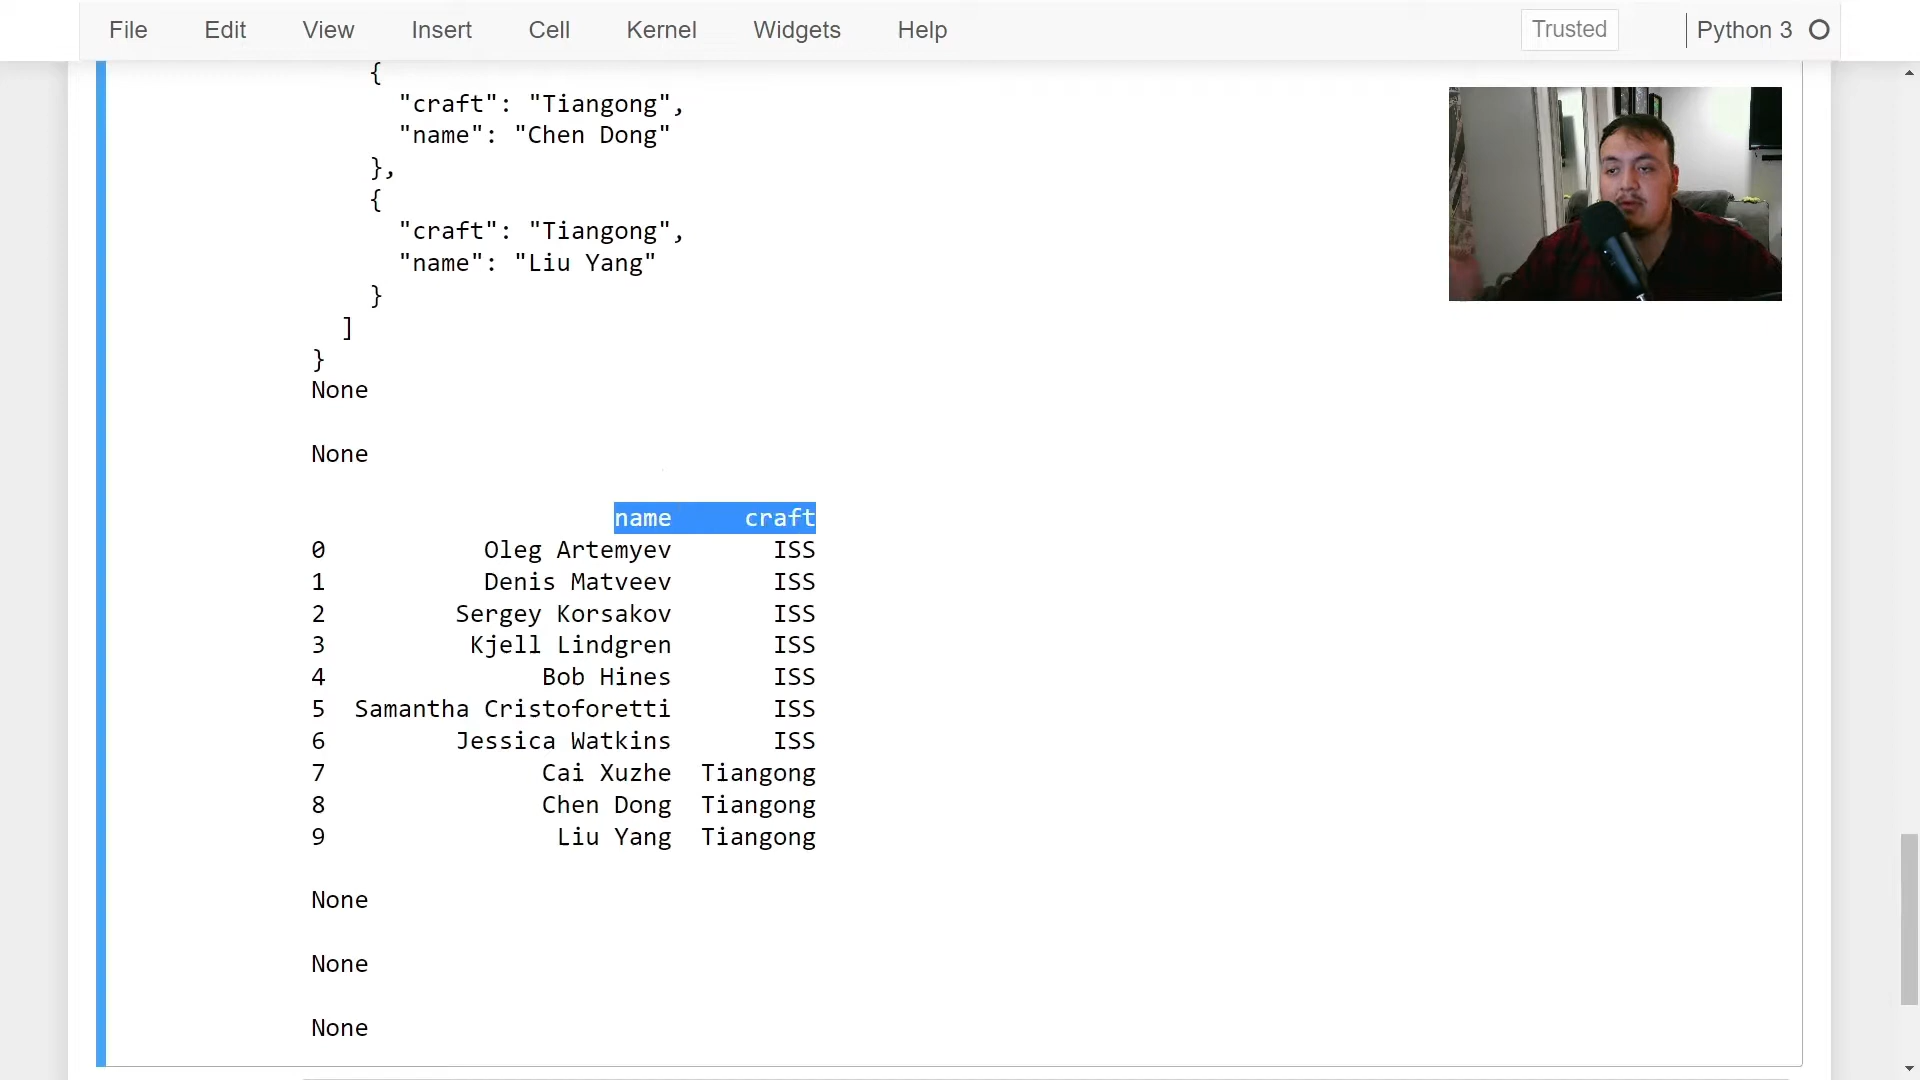 File Edit View Insert Cell Kernel Widgets Help Trusted Python 3
{
"craft": "Tiangong",
"name": "Chen Dong"
},
{
"craft": "Tiangong",
"name": "Liu Yang"
}
]
}
None
None
name craft
0 Oleg Artemyev ISS
1 Denis Matveev ISS
2 Sergey Korsakov ISS
3 Kjell Lindgren ISS
4 Bob Hines ISS
5 Samantha Cristoforetti ISS
6 Jessica Watkins ISS
7 Cai Xuzhe Tiangong
8 Chen Dong Tiangong
9 Liu Yang Tiangong
None
None
None